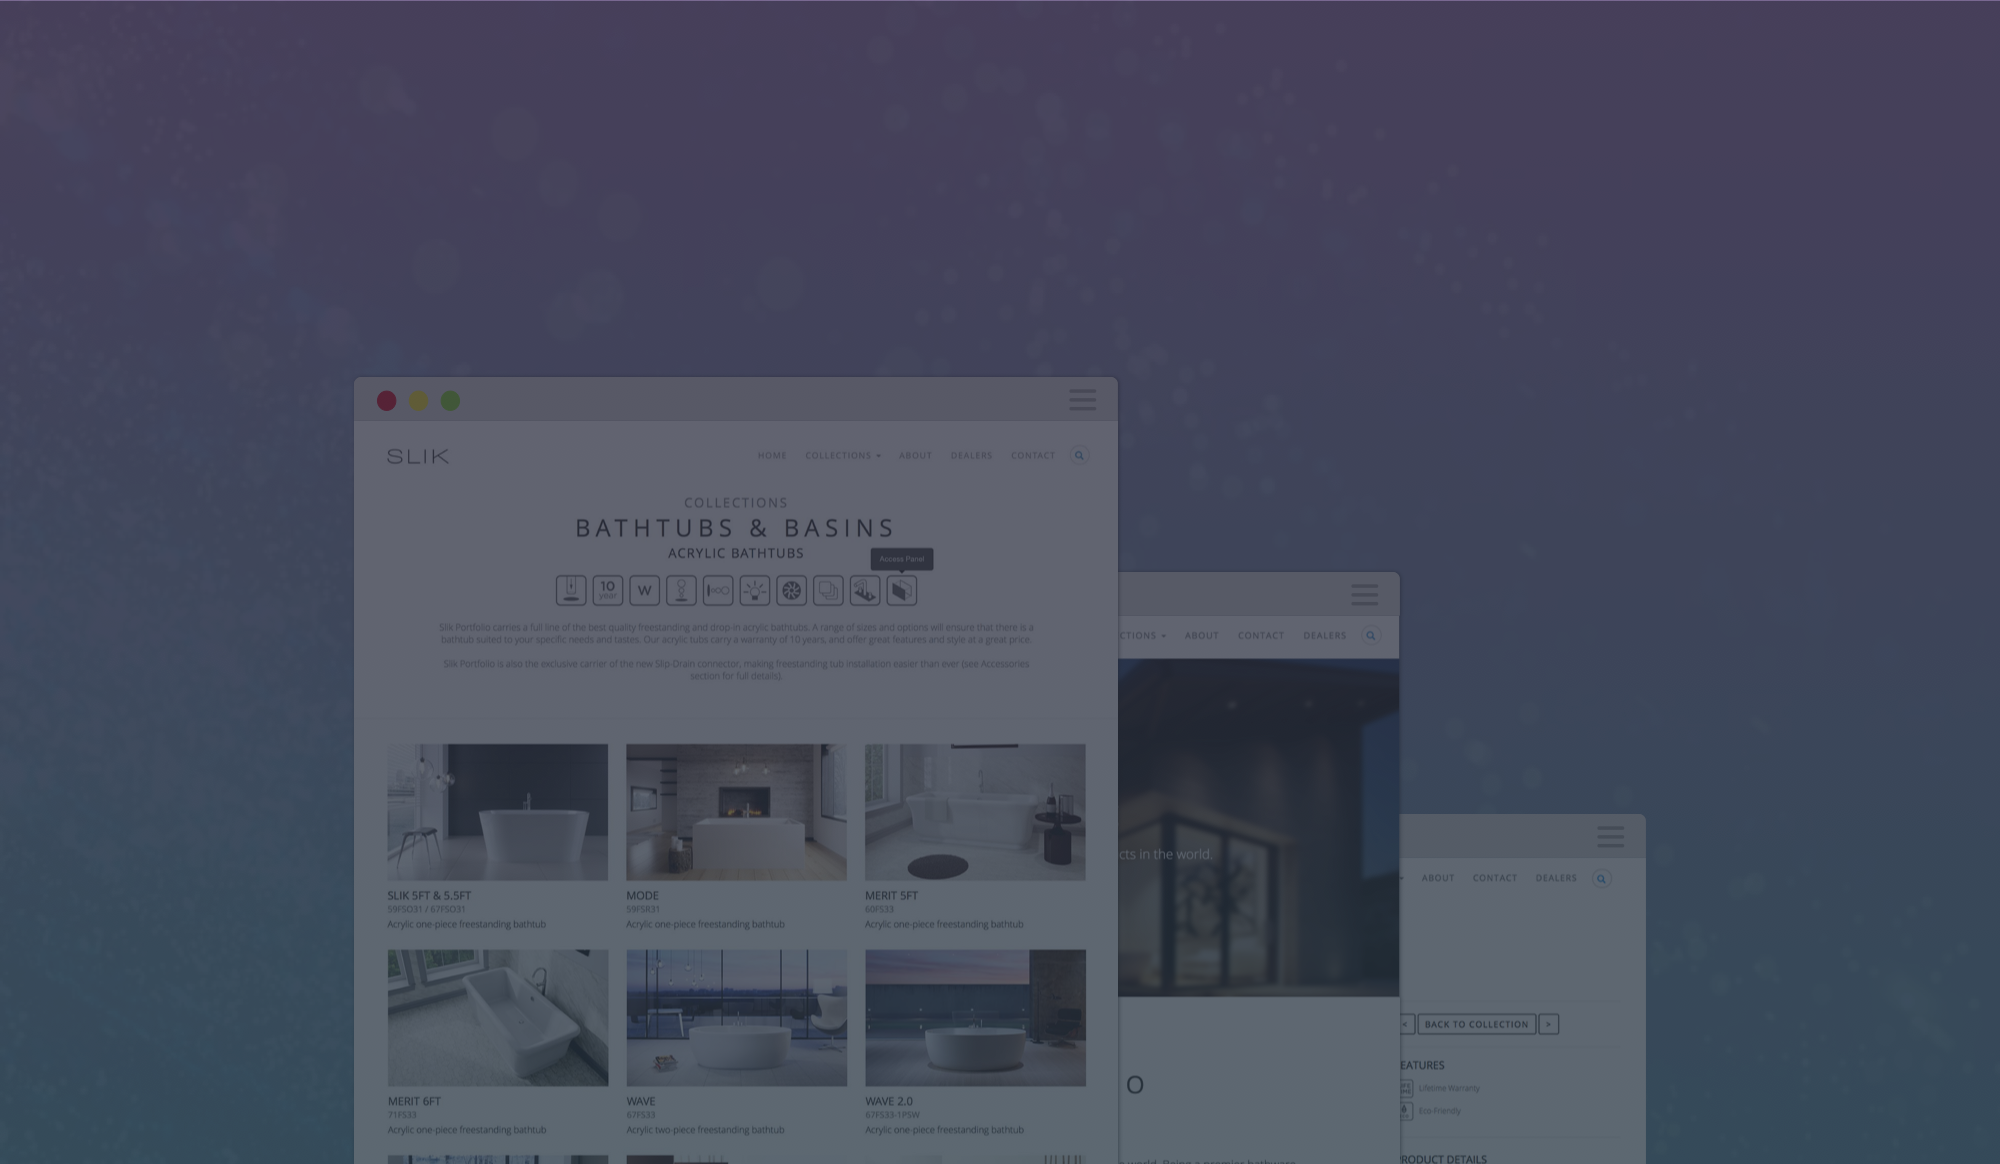 SLIK
HOME COLLECTIONS ABOUT DEALERS CONTACT
COLLECTIONS
BATHTUBS & BASINS
ACRYLIC BATHTUBS
Access Panel
10
year
W
Slik Portfolio carries a full line of the best quality freestanding and drop-in acrylic bathtubs. A range of sizes and options will ensure that there is a
bathtub suited to your specific needs and tastes. Our acrylic tubs carry a warranty of 10 years, and offer great features and style at a great price.
Slik Portfolio is also the exclusive carrier of the new Slip-Drain connector, making freestanding tub installation easier than ever (see Accessories
section for full details).
SLIK 5FT & 5.5FT
59FSO31 / 67FSO31
Acrylic one-piece freestanding bathtub
MODE
59FSR31
Acrylic one-piece freestanding bathtub
MERIT 5FT
60FS33
Acrylic one-piece freestanding bathtub
MERIT 6FT
71FS33
Acrylic one-piece freestanding bathtub
WAVE
67FS33
Acrylic two-piece freestanding bathtub
WAVE 2.0
67FS33-1PSW
Acrylic one-piece freestanding bathtub
CTIONS ABOUT CONTACT DEALERS
cts in the world.
O
ABOUT CONTACT DEALERS
< BACK TO COLLECTION >
EATURES
Lifetime Warranty
Eco-Friendly
RODUCT DETAILS